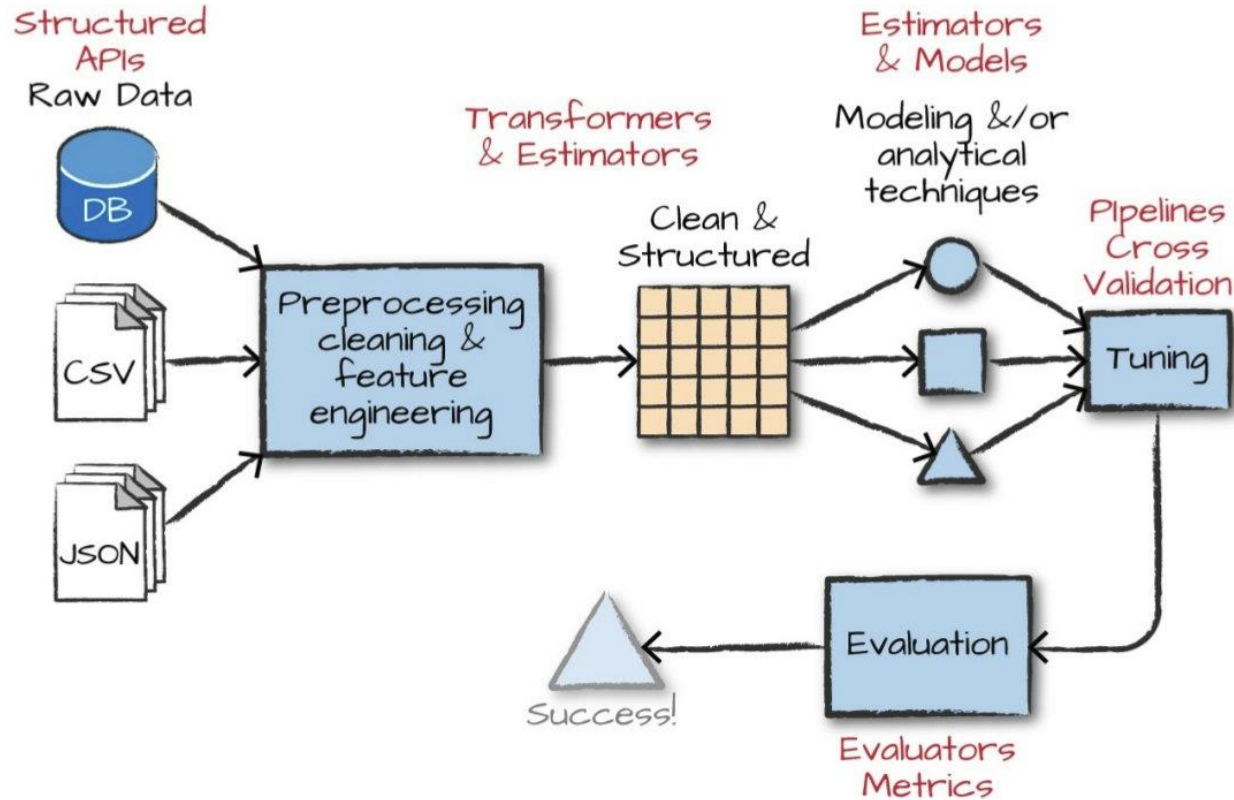 Structured
APIs
Raw Data
DB
CSV
JSON
Preprocessing
cleaning &
feature
engineering
Transformers
& Estimators
Clean &
Structured
Estimators
& Models
Modeling &/or
analytical
techniques
PIpelines
Cross
Validation
Tuning
Evaluation
Evaluators
Metrics
Success!